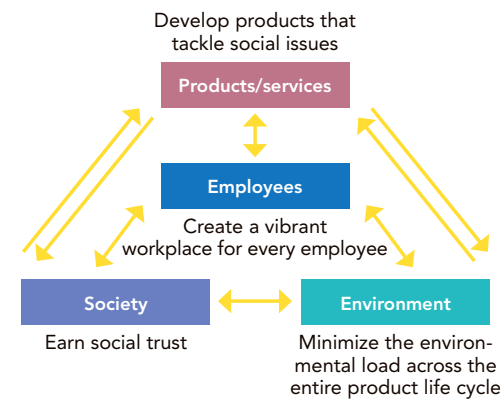 Develop products that
tackle social issues
Products/services
Employees
Create a vibrant
workplace for every employee
Society
Environment
Earn social trust
Minimize the environ-
mental load across the
entire product life cycle